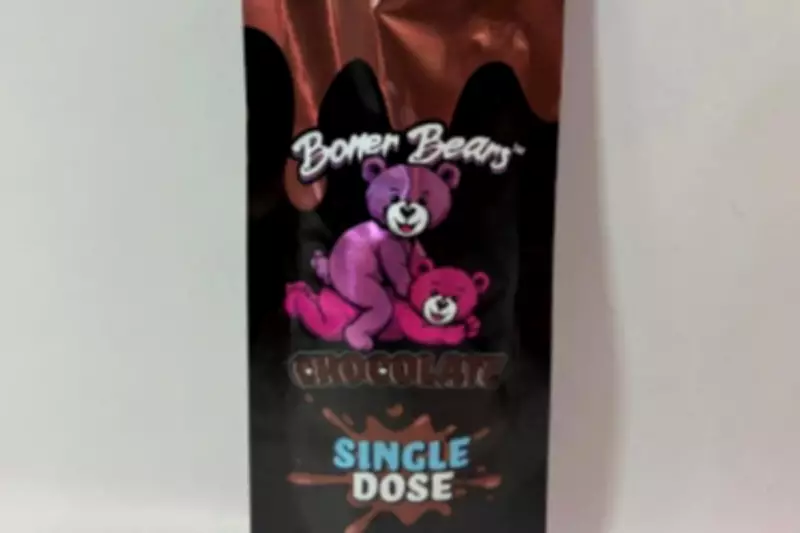 Boner Bears™
CHOCOLATE
SINGLE
DOSE